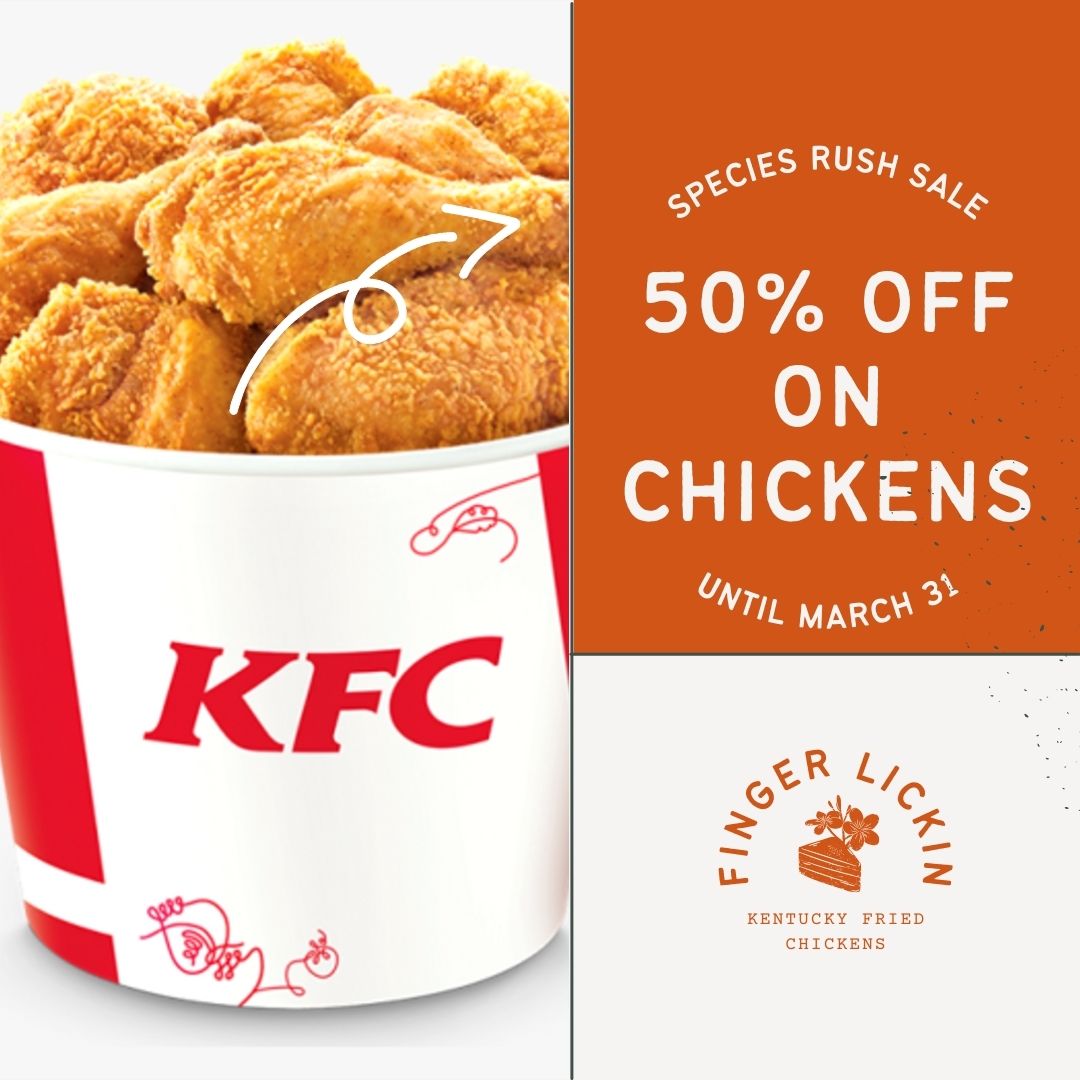 KFC
SPECIES RUSH SALE
50% OFF
ON
CHICKENS
UNTIL MARCH 31
FINGER LICKIN
KENTUCKY FRIED
CHICKENS